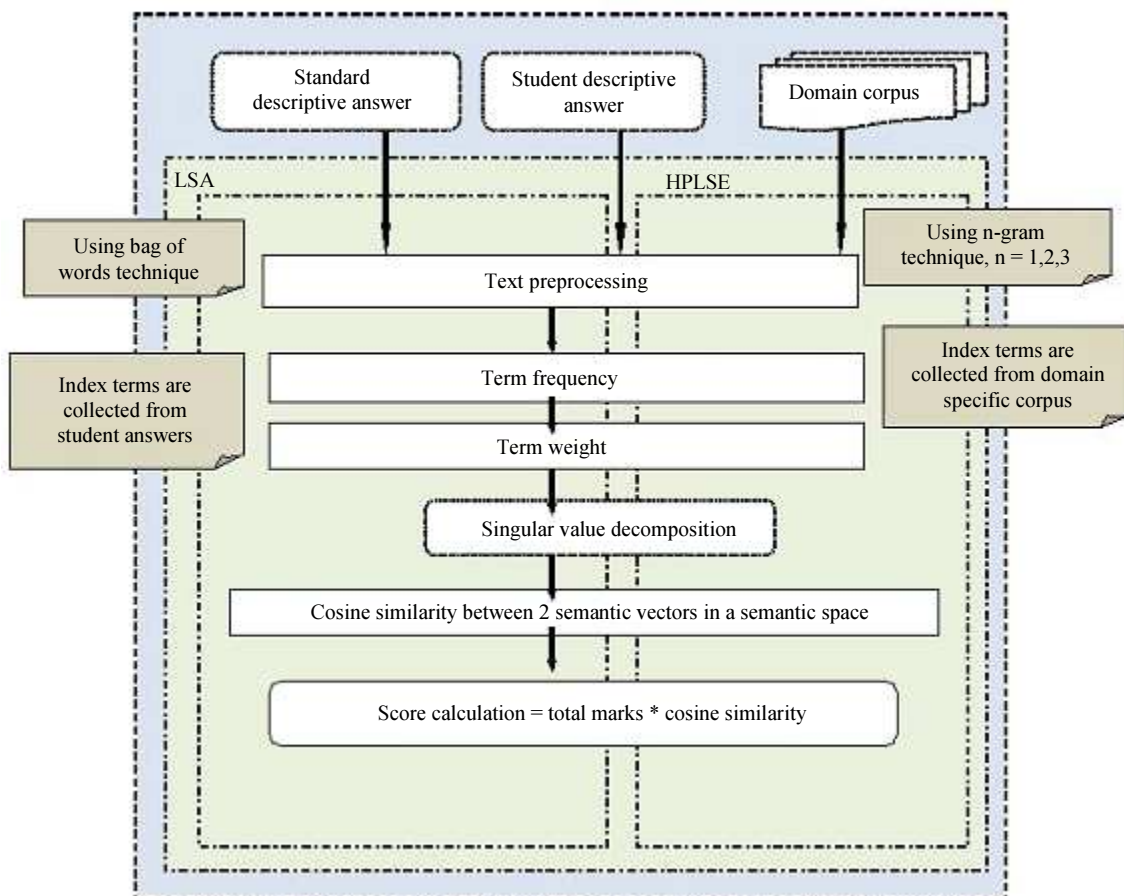 Standard
descriptive answer
Student descriptive
answer
Domain corpus
LSA
HPLSE
Using bag of
words technique
Using n-gram
technique, n = 1,2,3
Text preprocessing
Index terms are
collected from
student answers
Term frequency
Index terms are
collected from domain
specific corpus
Term weight
Singular value decomposition
Cosine similarity between 2 semantic vectors in a semantic space
Score calculation = total marks * cosine similarity